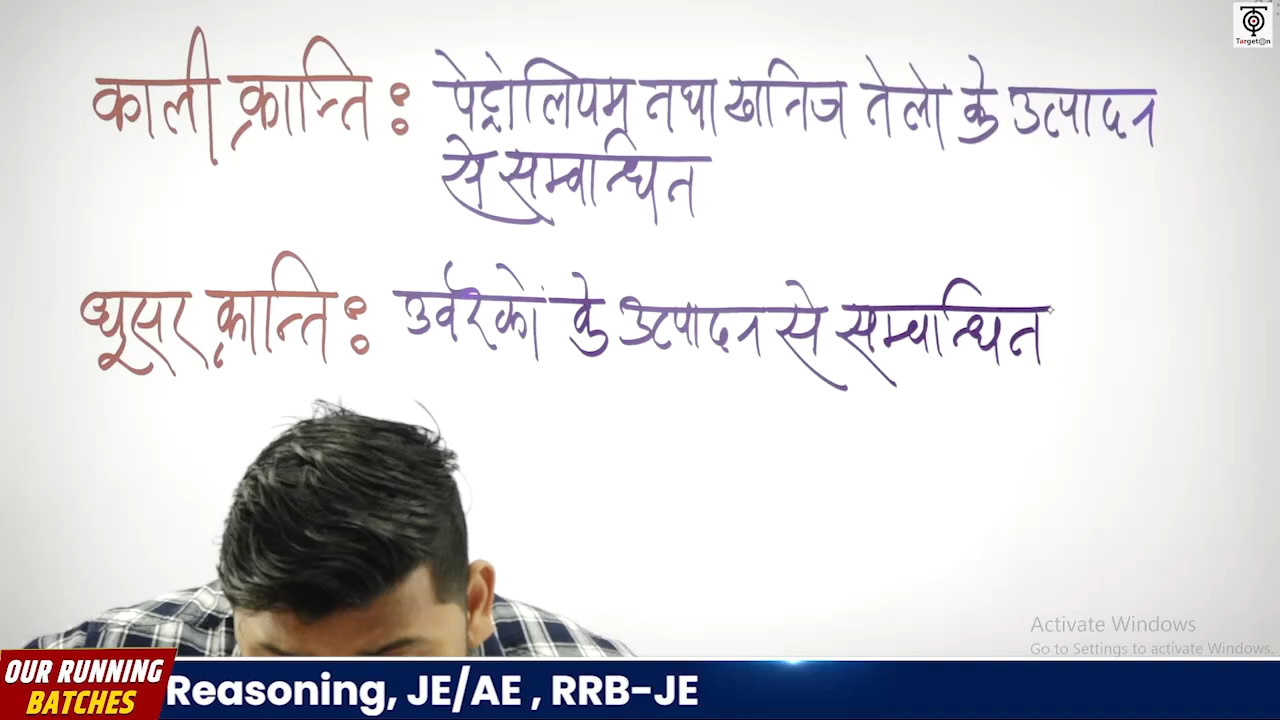 TargetOn
काली क्रान्ति : पेट्रोलियम तथा खनिज तेलो के उत्पादन
से सम्बन्धित
धूसर क्रान्ति : उर्वरकों के उत्पादन से सम्बन्धित
Activate Windows
Go to Settings to activate Windows.
OUR RUNNING
BATCHES
Reasoning, JE/AE , RRB-JE